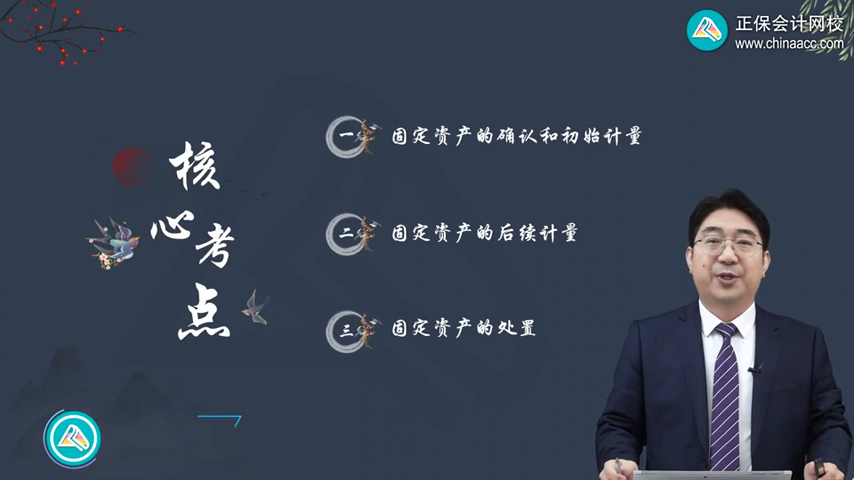 正保会计网校
www.chinaacc.com
核心考点
一 固定资产的确认和初始计量
二 固定资产的后续计量
三 固定资产的处置